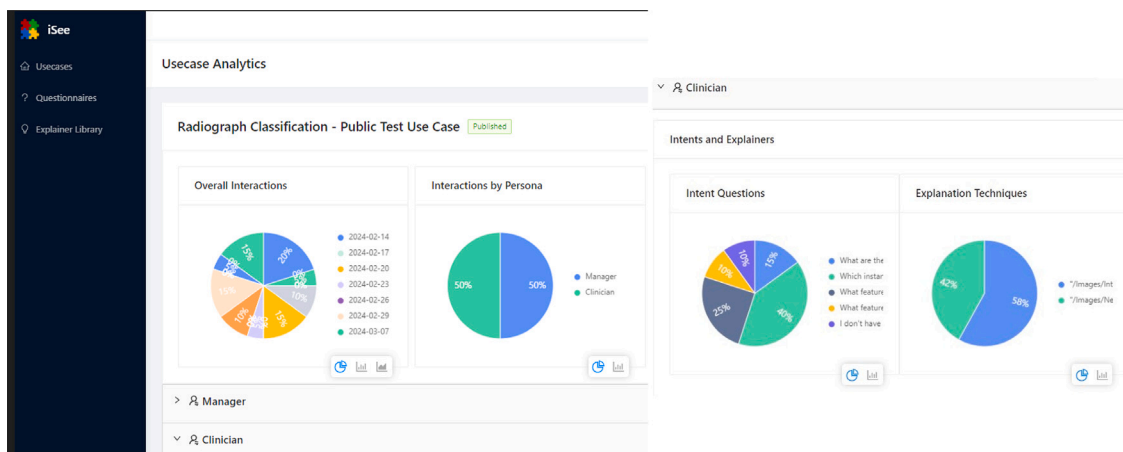 iSee
Usecases
Questionnaires
Explainer Library
Usecase Analytics
Radiograph Classification - Public Test Use Case Published
Overall Interactions
20%
10%
15%
10%
15%
15%
2024-02-14
2024-02-17
2024-02-20
2024-02-23
2024-02-26
2024-02-29
2024-03-07
Interactions by Persona
50%
50%
Manager
Clinician
Manager
Clinician
Clinician
Intents and Explainers
Intent Questions
15%
40%
25%
10%
10%
What are the
Which instar
What feature
What feature
I don't have
Explanation Techniques
58%
42%
"/Images/Int
"/Images/Ne